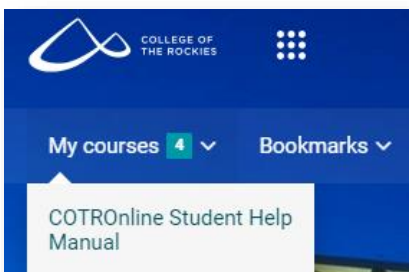 COLLEGE OF
THE ROCKIES
My courses 4
Bookmarks
COTROnline Student Help
Manual